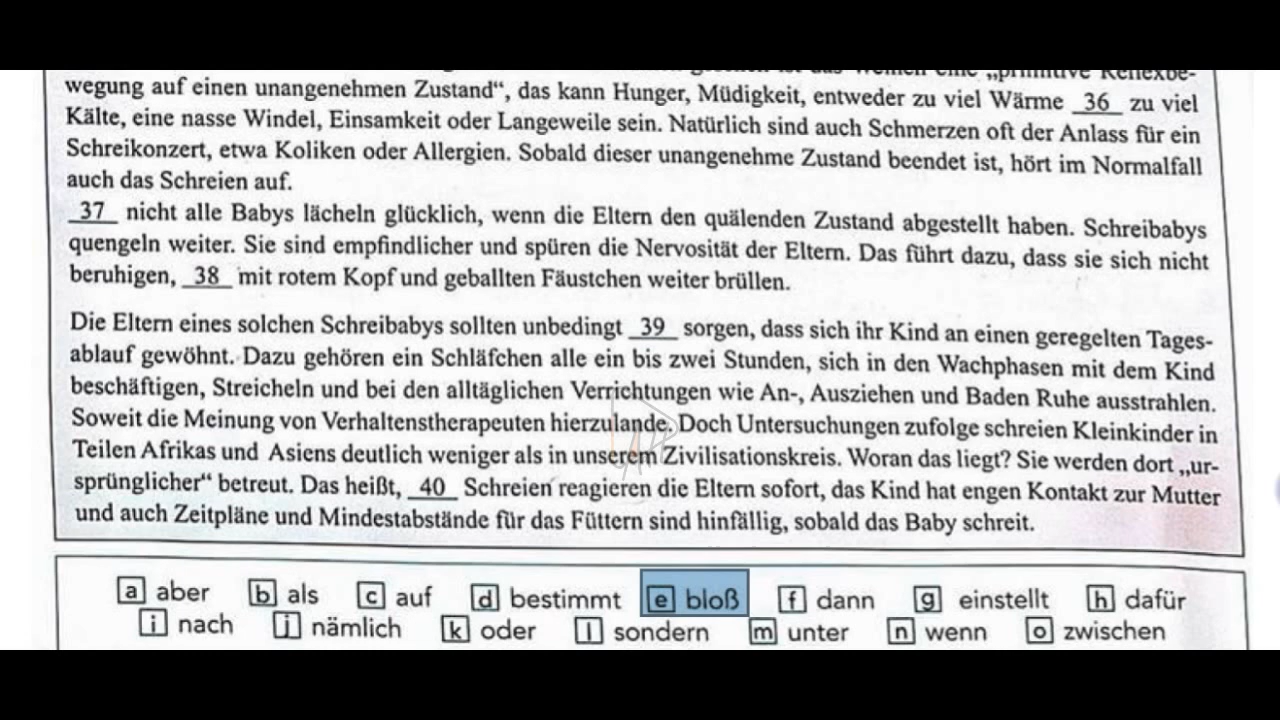 „primitive Reflexbe-
wegung auf einen unangenehmen Zustand“, das kann Hunger, Müdigkeit, entweder zu viel Wärme 36 zu viel
Kälte, eine nasse Windel, Einsamkeit oder Langeweile sein. Natürlich sind auch Schmerzen oft der Anlass für ein
Schreikonzert, etwa Koliken oder Allergien. Sobald dieser unangenehme Zustand beendet ist, hört im Normalfall
auch das Schreien auf.
37 nicht alle Babys lächeln glücklich, wenn die Eltern den quälenden Zustand abgestellt haben. Schreibabys
quengeln weiter. Sie sind empfindlicher und spüren die Nervosität der Eltern. Das führt dazu, dass sie sich nicht
beruhigen, 38 mit rotem Kopf und geballten Fäustchen weiter brüllen.
Die Eltern eines solchen Schreibabys sollten unbedingt 39 sorgen, dass sich ihr Kind an einen geregelten Tages-
ablauf gewöhnt. Dazu gehören ein Schläfchen alle ein bis zwei Stunden, sich in den Wachphasen mit dem Kind
beschäftigen, Streicheln und bei den alltäglichen Verrichtungen wie An-, Ausziehen und Baden Ruhe ausstrahlen.
Soweit die Meinung von Verhaltenstherapeuten hierzulande. Doch Untersuchungen zufolge schreien Kleinkinder in
Teilen Afrikas und Asiens deutlich weniger als in unserem Zivilisationskreis. Woran das liegt? Sie werden dort „ur-
sprünglicher“ betreut. Das heißt, 40 Schreien reagieren die Eltern sofort, das Kind hat engen Kontakt zur Mutter
und auch Zeitpläne und Mindestabstände für das Füttern sind hinfällig, sobald das Baby schreit.
a aber b als c auf d bestimmt e bloß f dann g einstellt h dafür
i nach j nämlich k oder l sondern m unter n wenn o zwischen